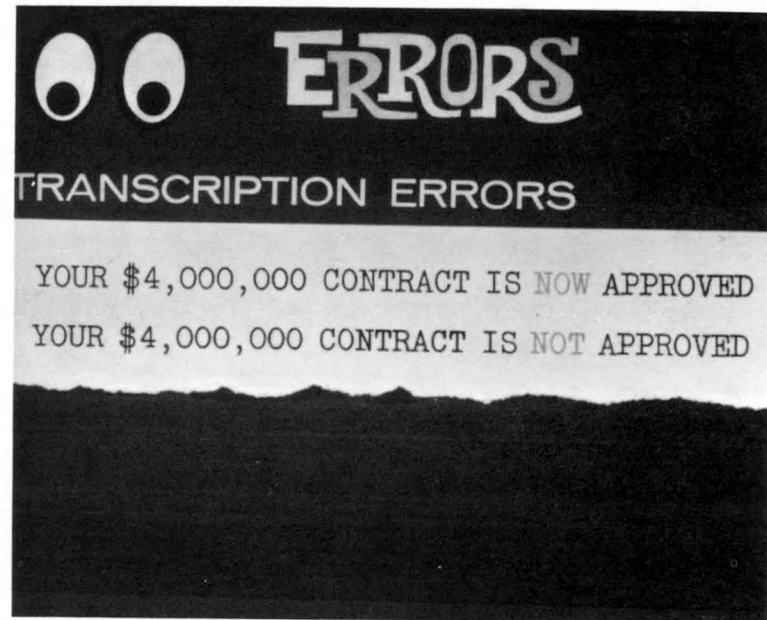 ERRORS
TRANSCRIPTION ERRORS
YOUR $4,000,000 CONTRACT IS NOW APPROVED
YOUR $4,000,000 CONTRACT IS NOT APPROVED